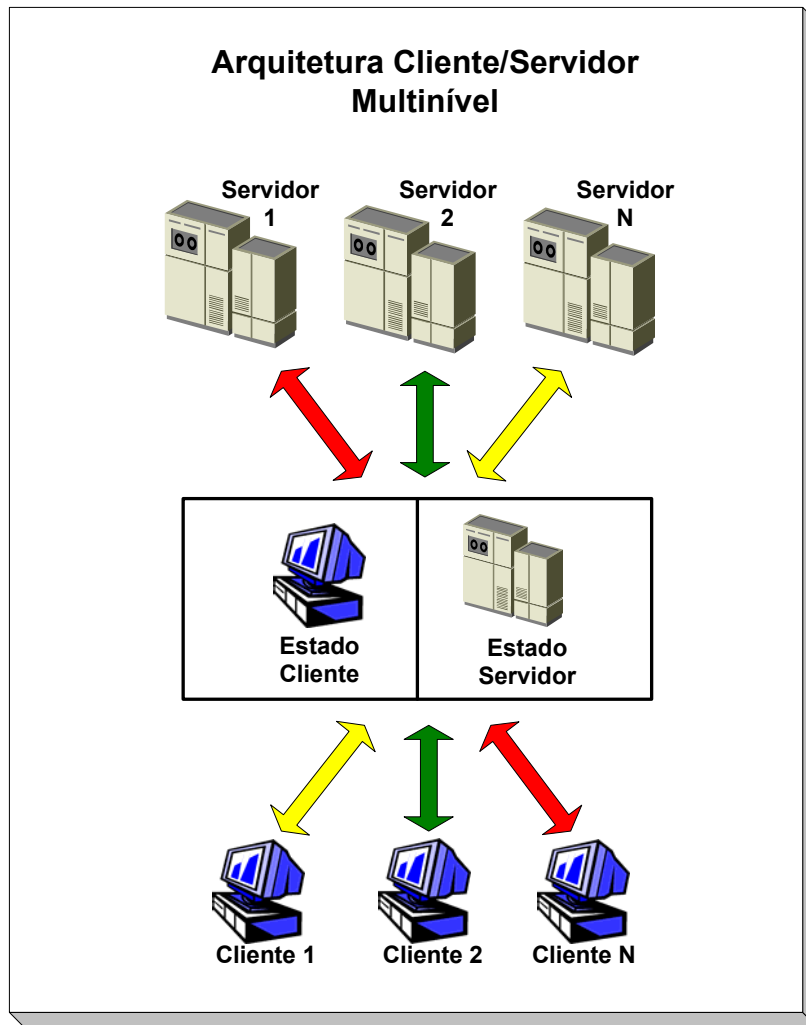 Arquitetura Cliente/Servidor
Multinível
Servidor
1
Servidor
2
Servidor
N
Estado
Cliente
Estado
Servidor
Cliente 1
Cliente 2
Cliente N